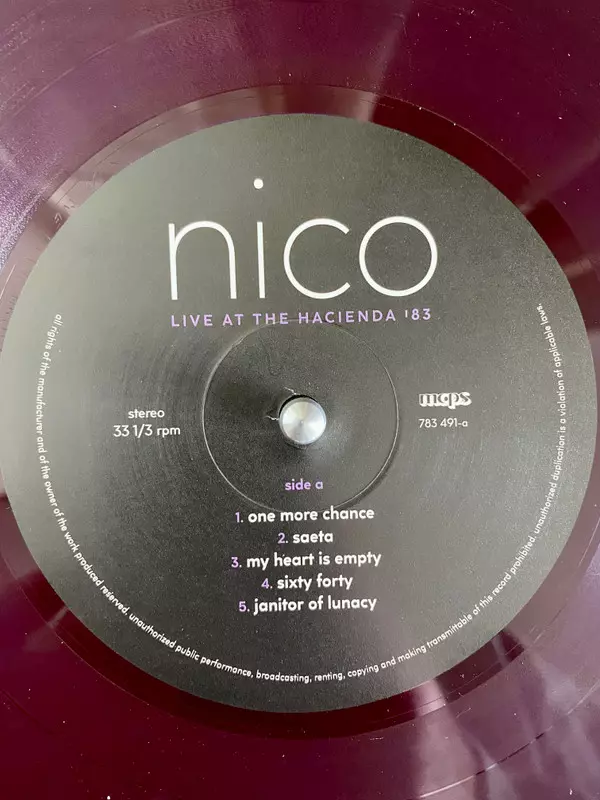 nico
LIVE AT THE HACIENDA '83
stereo
33 1/3 rpm
mcps
783 491-a
side a
1. one more chance
2. saeta
3. my heart is empty
4. sixty forty
5. janitor of lunacy
all rights of the manufacturer and of the owner of the work produced reserved. unauthorized public performance, broadcasting, renting, copying and making transmittable of this record prohibited. unauthorized duplication is a violation of applicable laws.